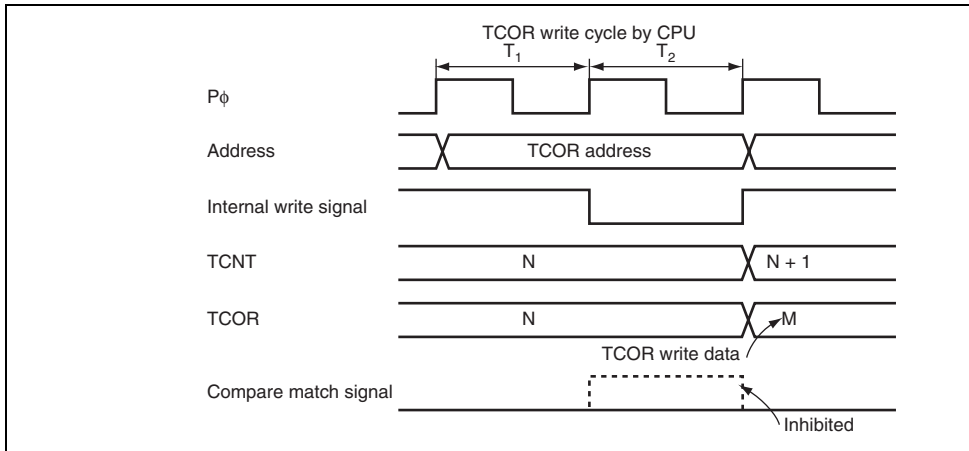 TCOR write cycle by CPU
T1 T2
Pφ
Address TCOR address
Internal write signal
TCNT N N + 1
TCOR N M
TCOR write data
Compare match signal
Inhibited